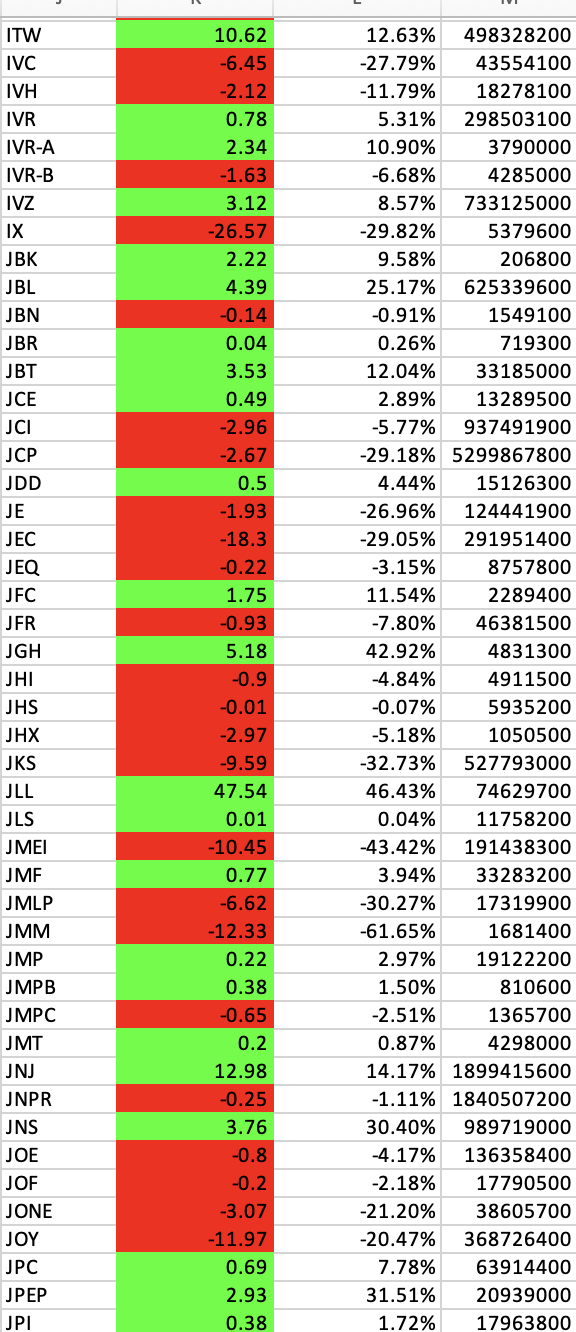 ITW 10.62 12.63% 498328200
IVC -6.45 -27.79% 43554100
IVH -2.12 -11.79% 18278100
IVR 0.78 5.31% 298503100
IVR-A 2.34 10.90% 3790000
IVR-B -1.63 -6.68% 4285000
IVZ 3.12 8.57% 733125000
IX -26.57 -29.82% 5379600
JBK 2.22 9.58% 206800
JBL 4.39 25.17% 625339600
JBN -0.14 -0.91% 1549100
JBR 0.04 0.26% 719300
JBT 3.53 12.04% 33185000
JCE 0.49 2.89% 13289500
JCI -2.96 -5.77% 937491900
JCP -2.67 -29.18% 5299867800
JDD 0.5 4.44% 15126300
JE -1.93 -26.96% 124441900
JEC -18.3 -29.05% 291951400
JEQ -0.22 -3.15% 8757800
JFC 1.75 11.54% 2289400
JFR -0.93 -7.80% 46381500
JGH 5.18 42.92% 4831300
JHI -0.9 -4.84% 4911500
JHS -0.01 -0.07% 5935200
JHX -2.97 -5.18% 1050500
JKS -9.59 -32.73% 527793000
JLL 47.54 46.43% 74629700
JLS 0.01 0.04% 11758200
JMEI -10.45 -43.42% 191438300
JMF 0.77 3.94% 33283200
JMLP -6.62 -30.27% 17319900
JMM -12.33 -61.65% 1681400
JMP 0.22 2.97% 19122200
JMPB 0.38 1.50% 810600
JMPC -0.65 -2.51% 1365700
JMT 0.2 0.87% 4298000
JNJ 12.98 14.17% 1899415600
JNPR -0.25 -1.11% 1840507200
JNS 3.76 30.40% 989719000
JOE -0.8 -4.17% 136358400
JOF -0.2 -2.18% 17790500
JONE -3.07 -21.20% 38605700
JOY -11.97 -20.47% 368726400
JPC 0.69 7.78% 63914400
JPEP 2.93 31.51% 20939000
JPI 0.38 1.72% 17963800